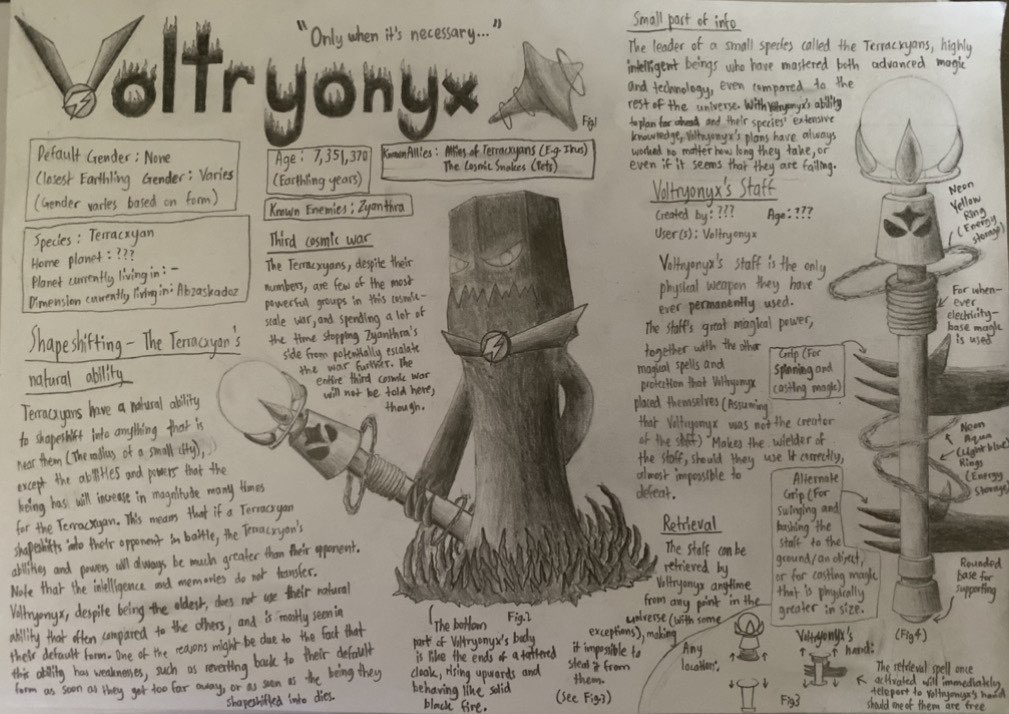 Voltryonyx
"Only when it's necessary..."
Fig.1
Default Gender: None
Closest Earthling Gender: Varies
(Gender varies based on form)
Age: 7,351,370
(Earthling years)
Known Allies: Allies of Terracxyans (E.g
The Cosmic Snakes (Pets)
Known Enemies: Zyanthra
Species: Terracxyan
Home planet: ???
Planet currently living in: -
Dimension currently living in: Abzaskadoz
Third cosmic war
The Terracxyans, despite their
numbers, are few of the most
powerful groups in this cosmic-
scale war, and spending a lot of
the time stopping Zyanthra's
side from potentially escalate
the war further. The
entire third cosmic war
will not be told here,
though.
Shapeshifting - The Terracxyan's
natural ability
Terracxyans have a natural ability
to shapeshift into anything that is
near them (The radius of a small city),
except the abilities and powers that the
being has will increase in magnitude many times
for the Terracxyan. This means that if a Terracxyan
shapeshifts into their opponent in battle, the Terracxyan's
abilities and powers will always be much greater than their opponent.
Note that the intelligence and memories do not transfer.
Voltryonyx, despite being the oldest, does not use their natural
ability that often compared to the others, and is mostly seen in
their default form. One of the reasons might be due to the fact that
this ability has weaknesses, such as reverting back to their default
form as soon as they get too far away, or as soon as the being they
shapeshifted into dies.
Fig.2
(The bottom
part of Voltryonyx's body
is like the ends of a tattered
cloak, rising upwards and
behaving like solid
black fire.
Small part of info
The leader of a small species called the Terracxyans, highly
intelligent beings who have mastered both advanced magic
and technology, even compared to the
rest of the universe. With Voltryonyx's ability
to plan far ahead and their species' extensive
knowledge, Voltryonyx's plans have always
worked no matter how long they take, or
even if it seems that they are failing.
Voltryonyx's Staff
Created by: ??? Age: ???
User(s): Voltryonyx
Voltryonyx's staff is the only
physical weapon they have
ever permanently used.
The staff's great magical power,
together with the other
magical spells and
protection that Voltryonyx
placed themselves (Assuming
that Voltryonyx was not the creator
of the staff) Makes the wielder of
the staff, should they use it correctly,
almost impossible to
defeat.
Retrieval
The staff can be
retrieved by
Voltryonyx anytime
from any point in the
universe (with some
exceptions), making
it impossible to
steal it from
them.
(See Fig.3)
Neon
Yellow
Ring
(Energy
storage)
For when-
ever
electricity-
base magic
is used
Grip (For
spinning and
casting magic)
Neon
Aqua
(Light blue)
Rings
(Energy
Storage)
Alternate
Grip (For
swinging and
bashing the
staff to the
ground/an object,
or for casting magic
that is physically
greater in size.
Rounded
base for
supporting
(Fig4)
Any
location:
Voltryonyx's
hand:
Fig3
The retrieval spell once
activated will immediately
teleport to Voltryonyx's hand
should one of them are free